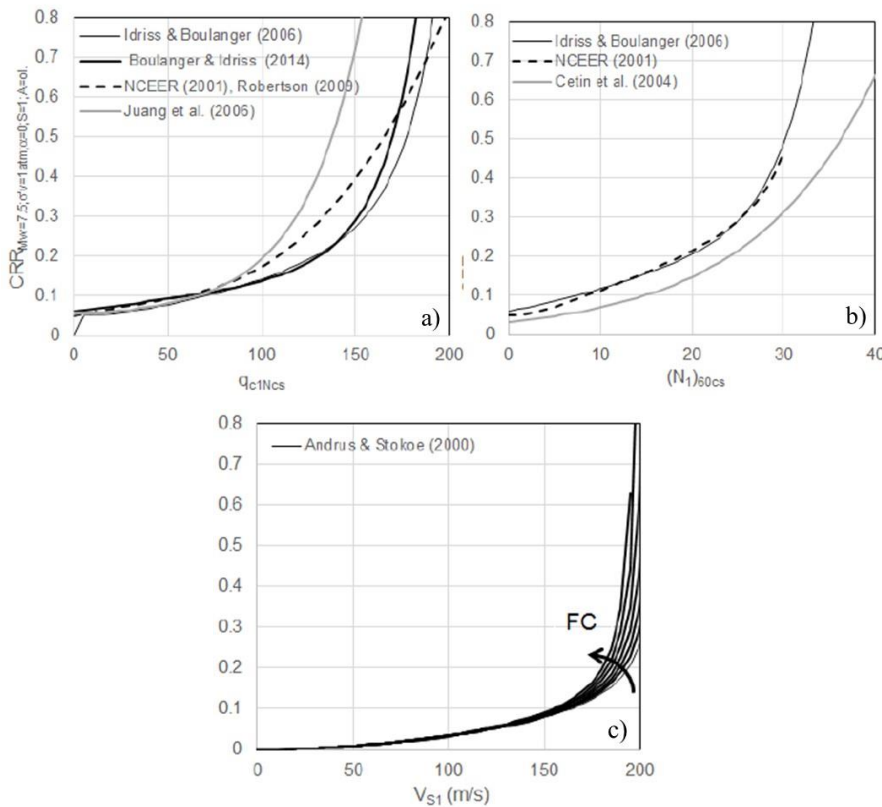 0.8
0.7
0.6
0.5
0.4
0.3
0.2
0.1
0
CRR Mw=7.5;σ'v=1atm;α=0;S=1;A=ol.
Idriss & Boulanger (2006)
Boulanger & Idriss (2014)
NCEER (2001), Robertson (2009)
Juang et al. (2006)
a)
0 50 100 150 200
qc1Ncs
0.8
0.7
0.6
0.5
0.4
0.3
0.2
0.1
0
Idriss & Boulanger (2006)
NCEER (2001)
Cetin et al. (2004)
b)
0 10 20 30 40
(N1)60cs
0.8
0.7
0.6
0.5
0.4
0.3
0.2
0.1
0
Andrus & Stokoe (2000)
FC
c)
0 50 100 150 200
VS1 (m/s)